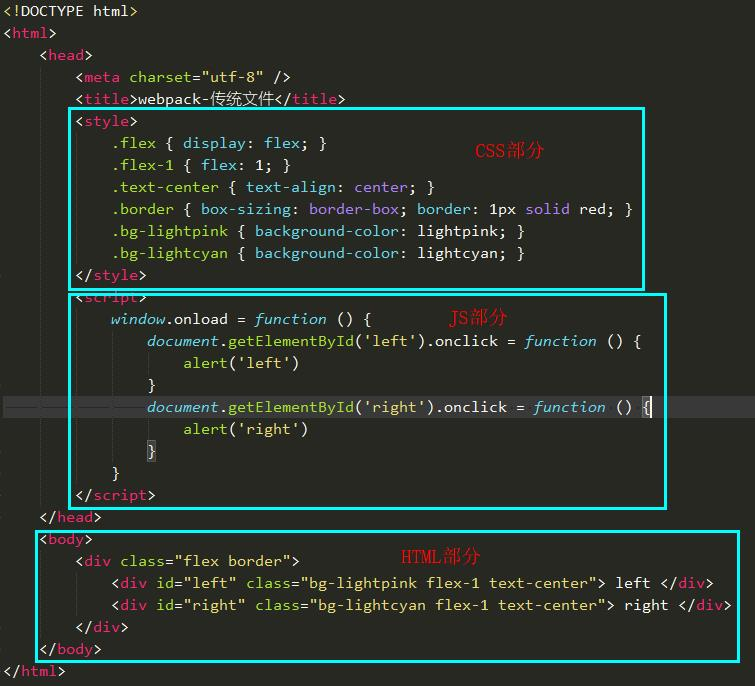 <!DOCTYPE html>
<html>
<head>
<meta charset="utf-8" />
<title>webpack-传统文件</title>
<style>
.flex { display: flex; }
CSS部分
.flex-1 { flex: 1; }
.text-center { text-align: center; }
.border { box-sizing: border-box; border: 1px solid red; }
.bg-lightpink { background-color: lightpink; }
.bg-lightcyan { background-color: lightcyan; }
</style>
<script>
window.onload = function () {
JS部分
document.getElementById('left').onclick = function () {
alert('left')
}
document.getElementById('right').onclick = function () {
alert('right')
}
}
</script>
</head>
<body>
HTML部分
<div class="flex border">
<div id="left" class="bg-lightpink flex-1 text-center"> left </div>
<div id="right" class="bg-lightcyan flex-1 text-center"> right </div>
</div>
</body>
</html>